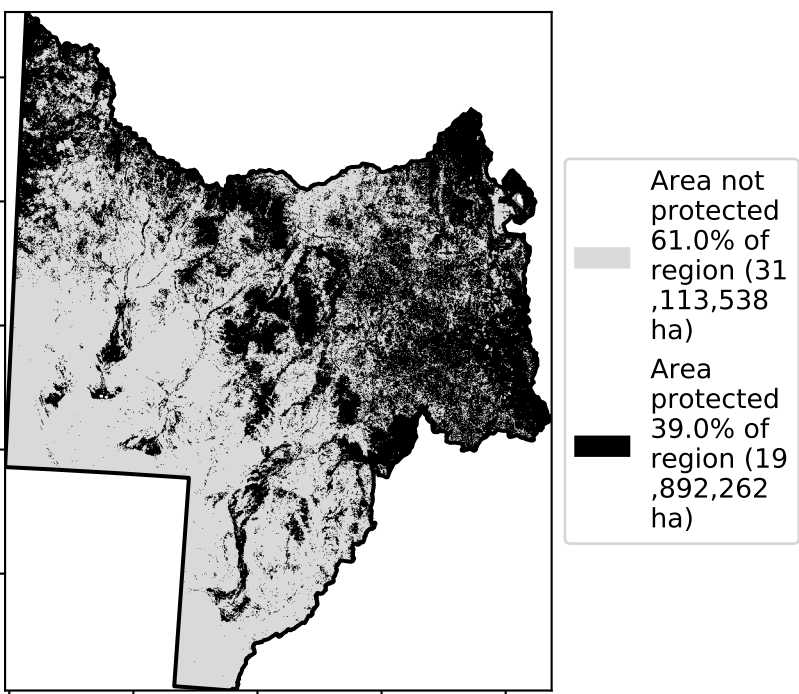 Area not
protected
61.0% of
region (31
,113,538
ha)
Area
protected
39.0% of
region (19
,892,262
ha)